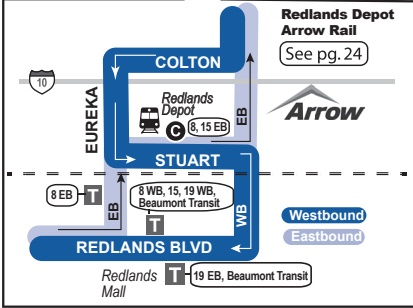 Redlands Depot
Arrow Rail
See pg. 24
COLTON
10
EUREKA
Redlands
Depot
C
8, 15 EB
EB
Arrow
STUART
8 EB
T
EB
8 WB, 15, 19 WB,
Beaumont Transit
T
WB
Westbound
Eastbound
REDLANDS BLVD
Redlands
Mall
T
19 EB, Beaumont Transit